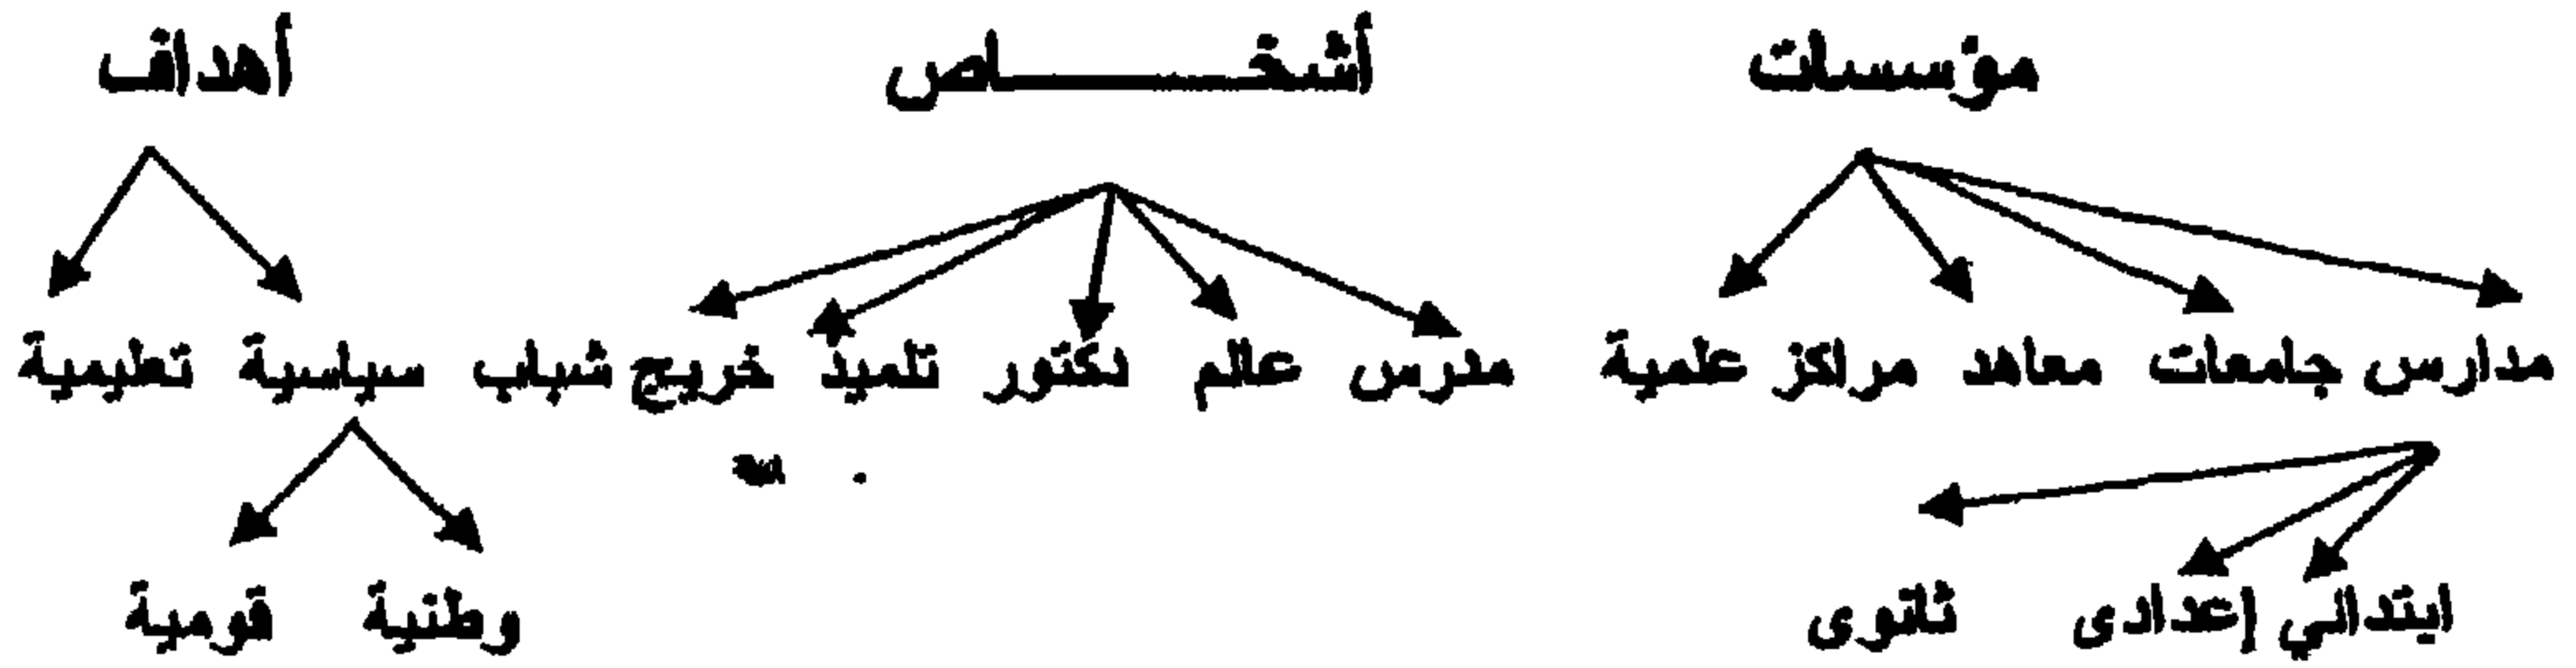 مؤسسات أشخاص أهداف
مدارس جامعات معاهد مراكز علمية مدرس عالم دكتور تلميذ خريج شباب سياسية تعليمية
ابتدائي إعدادى ثانوى وطنية قومية